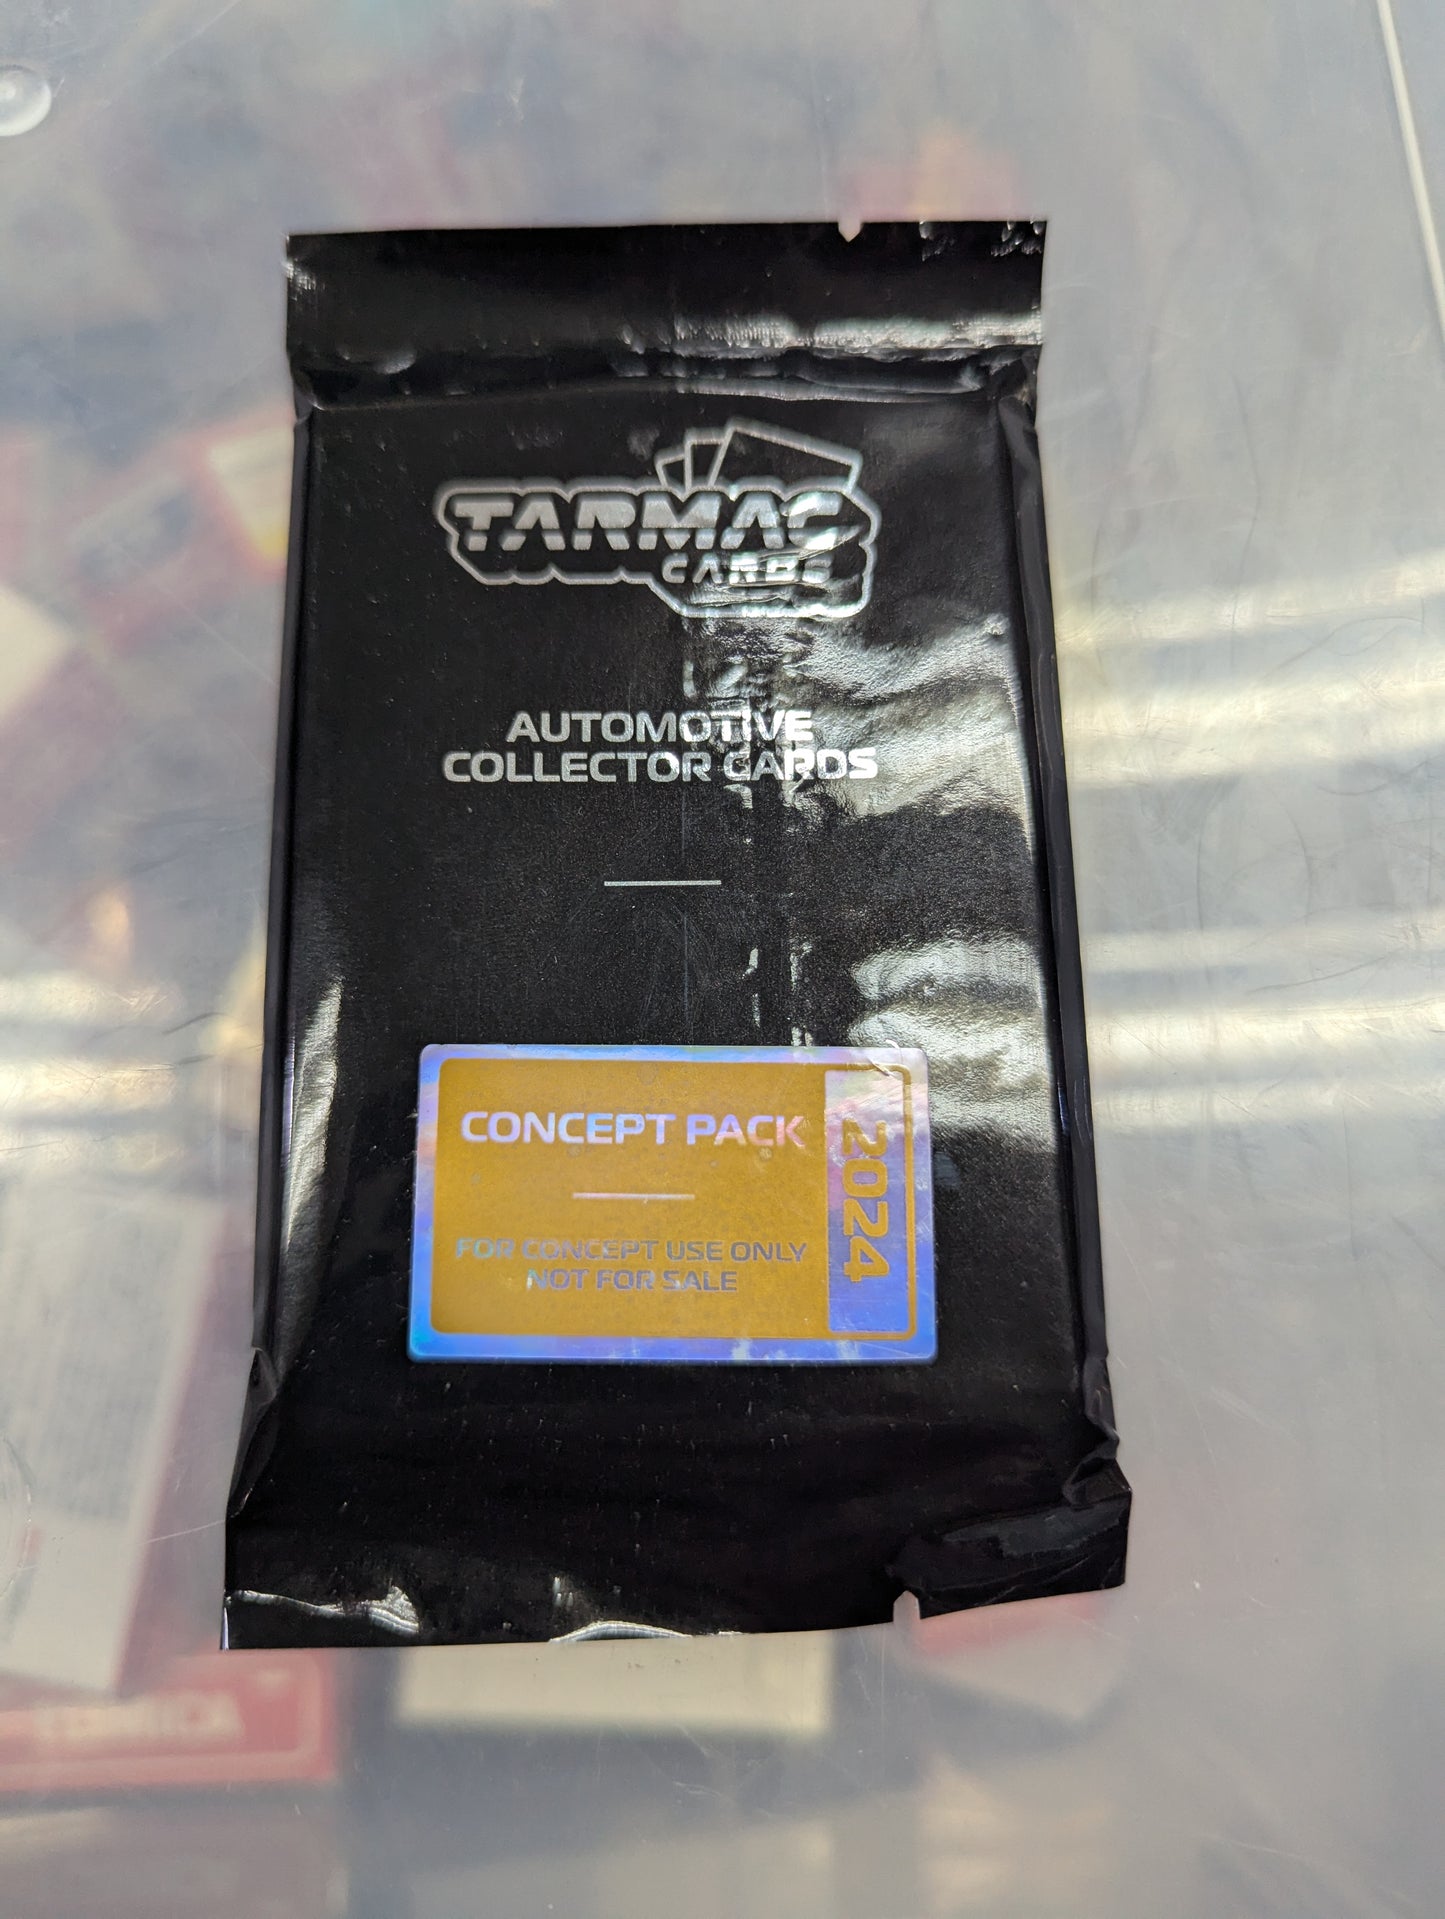 TARMAC
CARDS
AUTOMOTIVE
COLLECTOR CARDS
CONCEPT PACK
FOR CONCEPT USE ONLY
NOT FOR SALE
2024